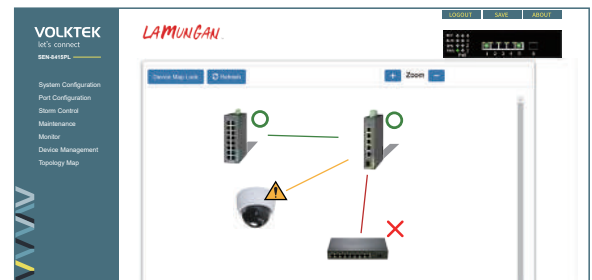 LOGOUT SAVE ABOUT
VOLKTEK
let's connect
SEN-8415PL
LAMUNGAN
Device Map Lock Refresh + Zoom −
System Configuration
Port Configuration
Storm Control
Maintenance
Monitor
Device Management
Topology Map